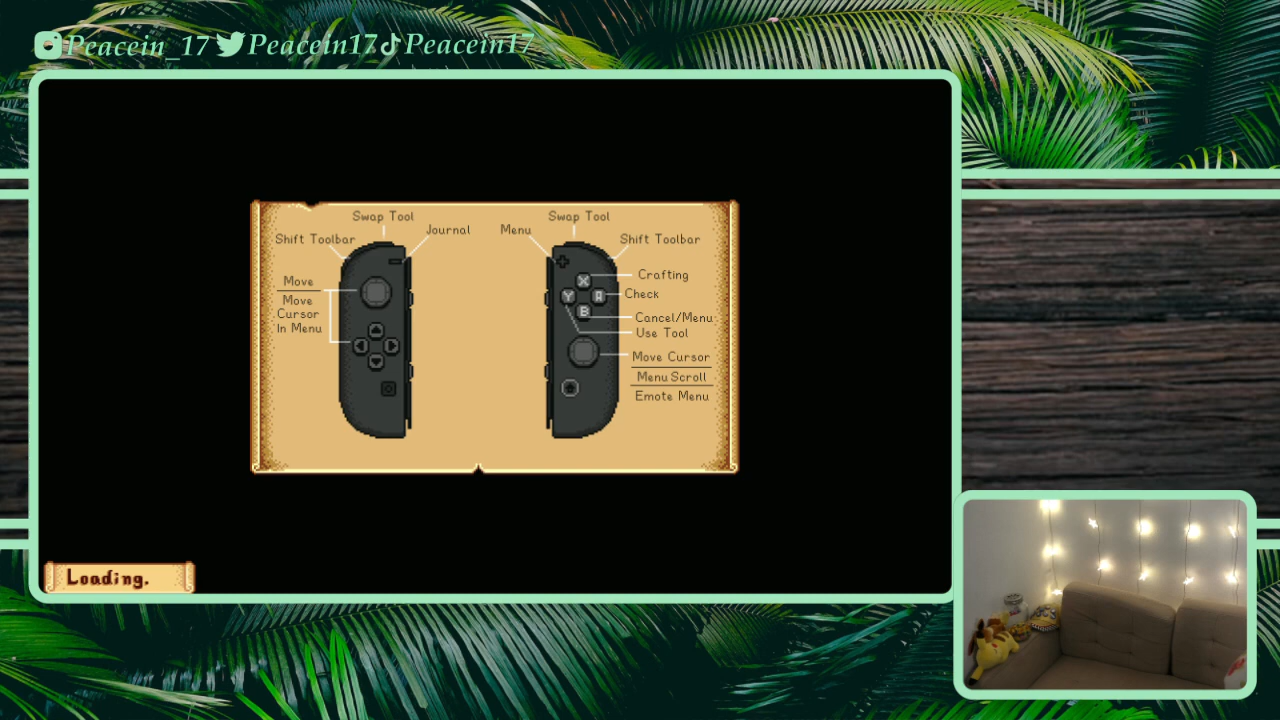 Peacein_17 Peacein17 Peacein17
Swap Tool
Shift Toolbar
Journal
Move
Move
Cursor
In Menu
Swap Tool
Menu
Shift Toolbar
X
Y
A
B
Crafting
Check
Cancel/Menu
Use Tool
Move Cursor
Menu Scroll
Emote Menu
Loading.